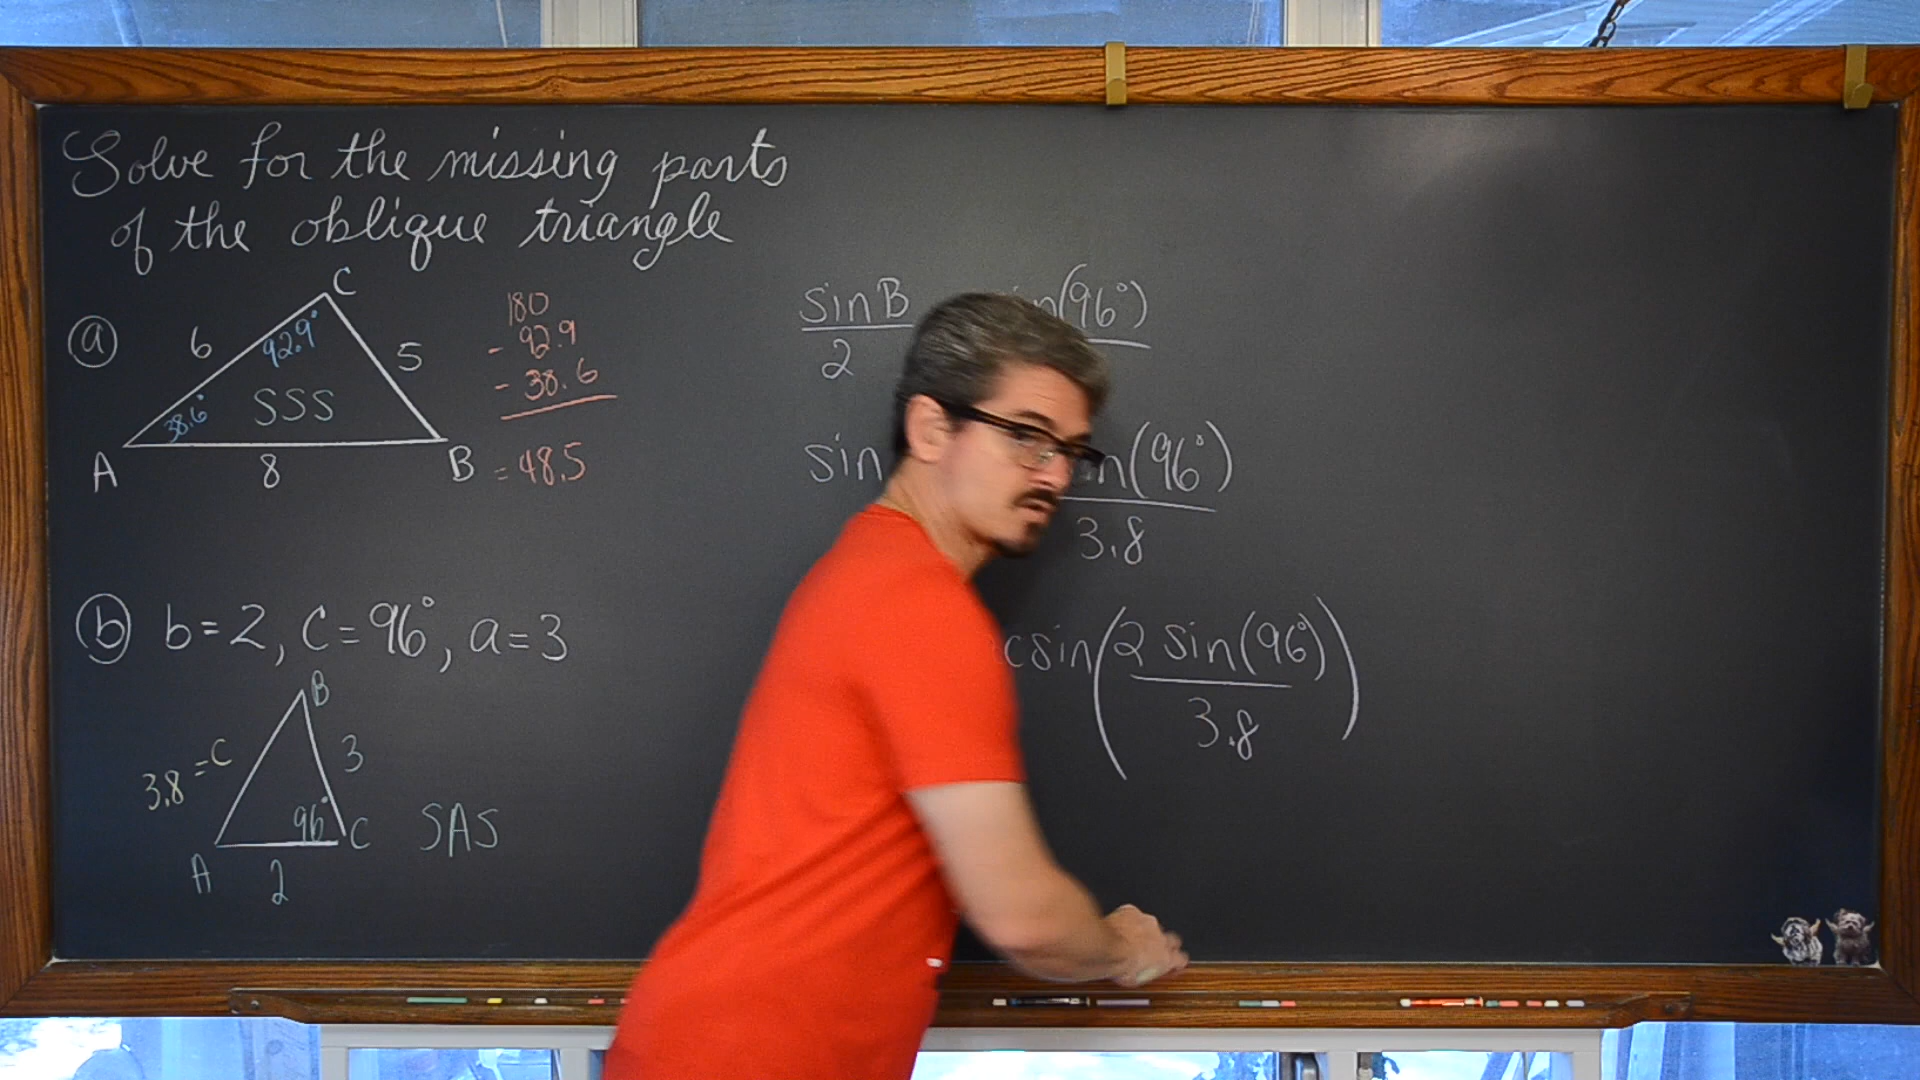 Solve for the missing parts
of the oblique triangle
ⓐ
C
6
92.9°
5
38.6°
SSS
A
8
B
180
- 92.9
- 38.6
= 48.5
ⓑ b=2, C=96°, a=3
B
3.8 = C
3
96°
C
SAS
A
2
sinB (96°)
2
sin (96°)
3.8
sin(2 sin(96°))
3.8